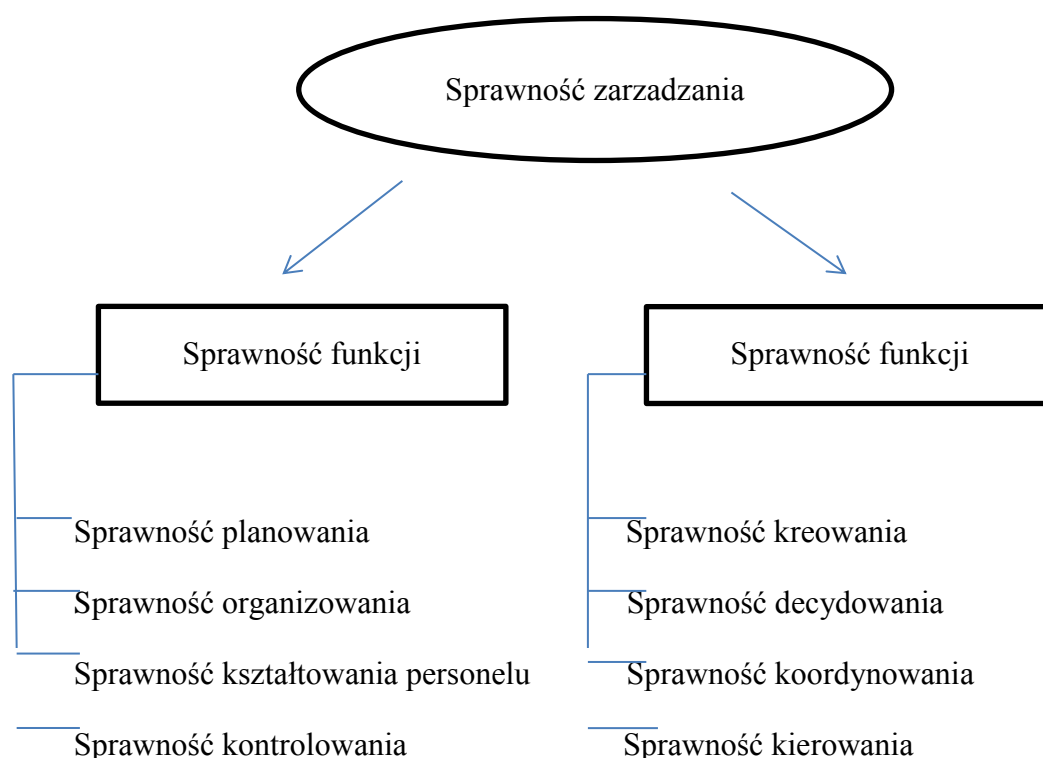 Sprawność zarzadzania
Sprawność funkcji
Sprawność planowania
Sprawność organizowania
Sprawność kształtowania personelu
Sprawność kontrolowania
Sprawność funkcji
Sprawność kreowania
Sprawność decydowania
Sprawność koordynowania
Sprawność kierowania